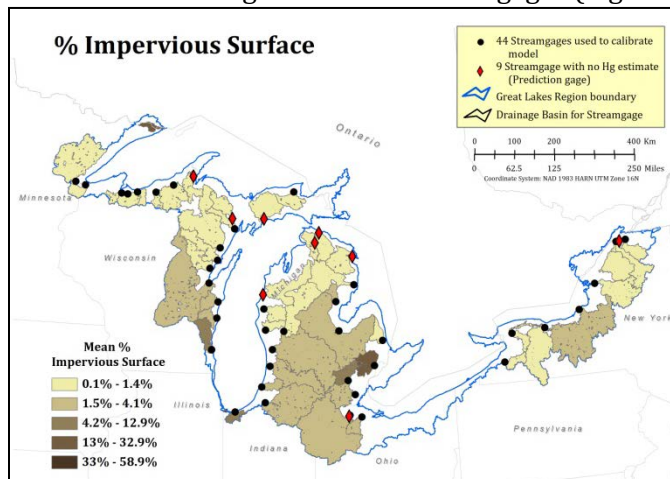 % Impervious Surface
44 Streamgages used to calibrate
model
9 Streamgage with no Hg estimate
(Prediction gage)
Great Lakes Region boundary
Drainage Basin for Streamgage
0 100 200 300 400 Km
0 62.5 125 250 Miles
Coordinate System: NAD 1983 HARN UTM Zone 16N
Ontario
Minnesota
Wisconsin
Michigan
New York
Illinois
Indiana
Ohio
Pennsylvania
Mean %
Impervious Surface
0.1% - 1.4%
1.5% - 4.1%
4.2% - 12.9%
13% - 32.9%
33% - 58.9%